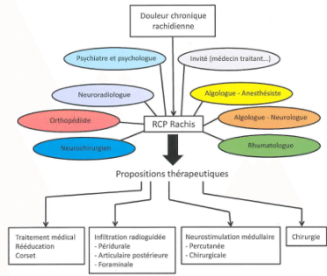 Douleur chronique
rachidienne
Psychiatre et psychologue
Invité (médecin traitant...)
Neuroradiologue
Algologue - Anesthésiste
Orthopédiste
RCP Rachis
Algologue - Neurologue
Neurochirurgien
Rhumatologue
Propositions thérapeutiques
Traitement médical
Rééducation
Corset
Infiltration radioguidée
- Péridurale
- Articulaire postérieure
- Foraminale
Neurostimulation médullaire
- Percutanée
- Chirurgicale
Chirurgie